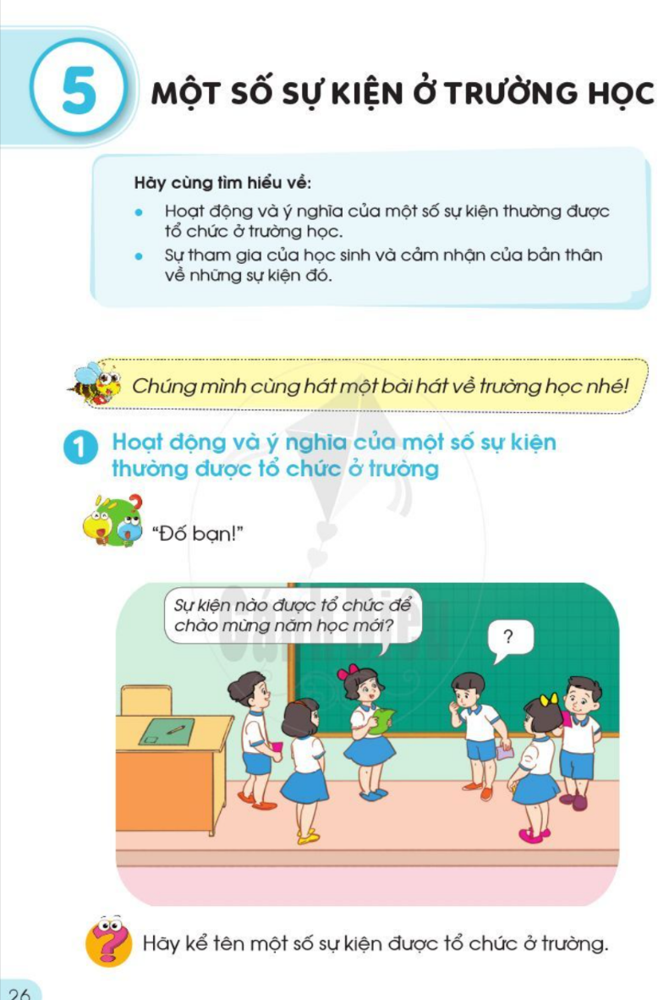 5
MỘT SỐ SỰ KIỆN Ở TRƯỜNG HỌC
Hãy cùng tìm hiểu về:
● Hoạt động và ý nghĩa của một số sự kiện thường được
tổ chức ở trường học.
● Sự tham gia của học sinh và cảm nhận của bản thân
về những sự kiện đó.
Chúng mình cùng hát một bài hát về trường học nhé!
1 Hoạt động và ý nghĩa của một số sự kiện
thường được tổ chức ở trường
"Đố bạn!"
Sự kiện nào được tổ chức để
chào mừng năm học mới?
?
Cánh Diều
Hãy kể tên một số sự kiện được tổ chức ở trường.
26